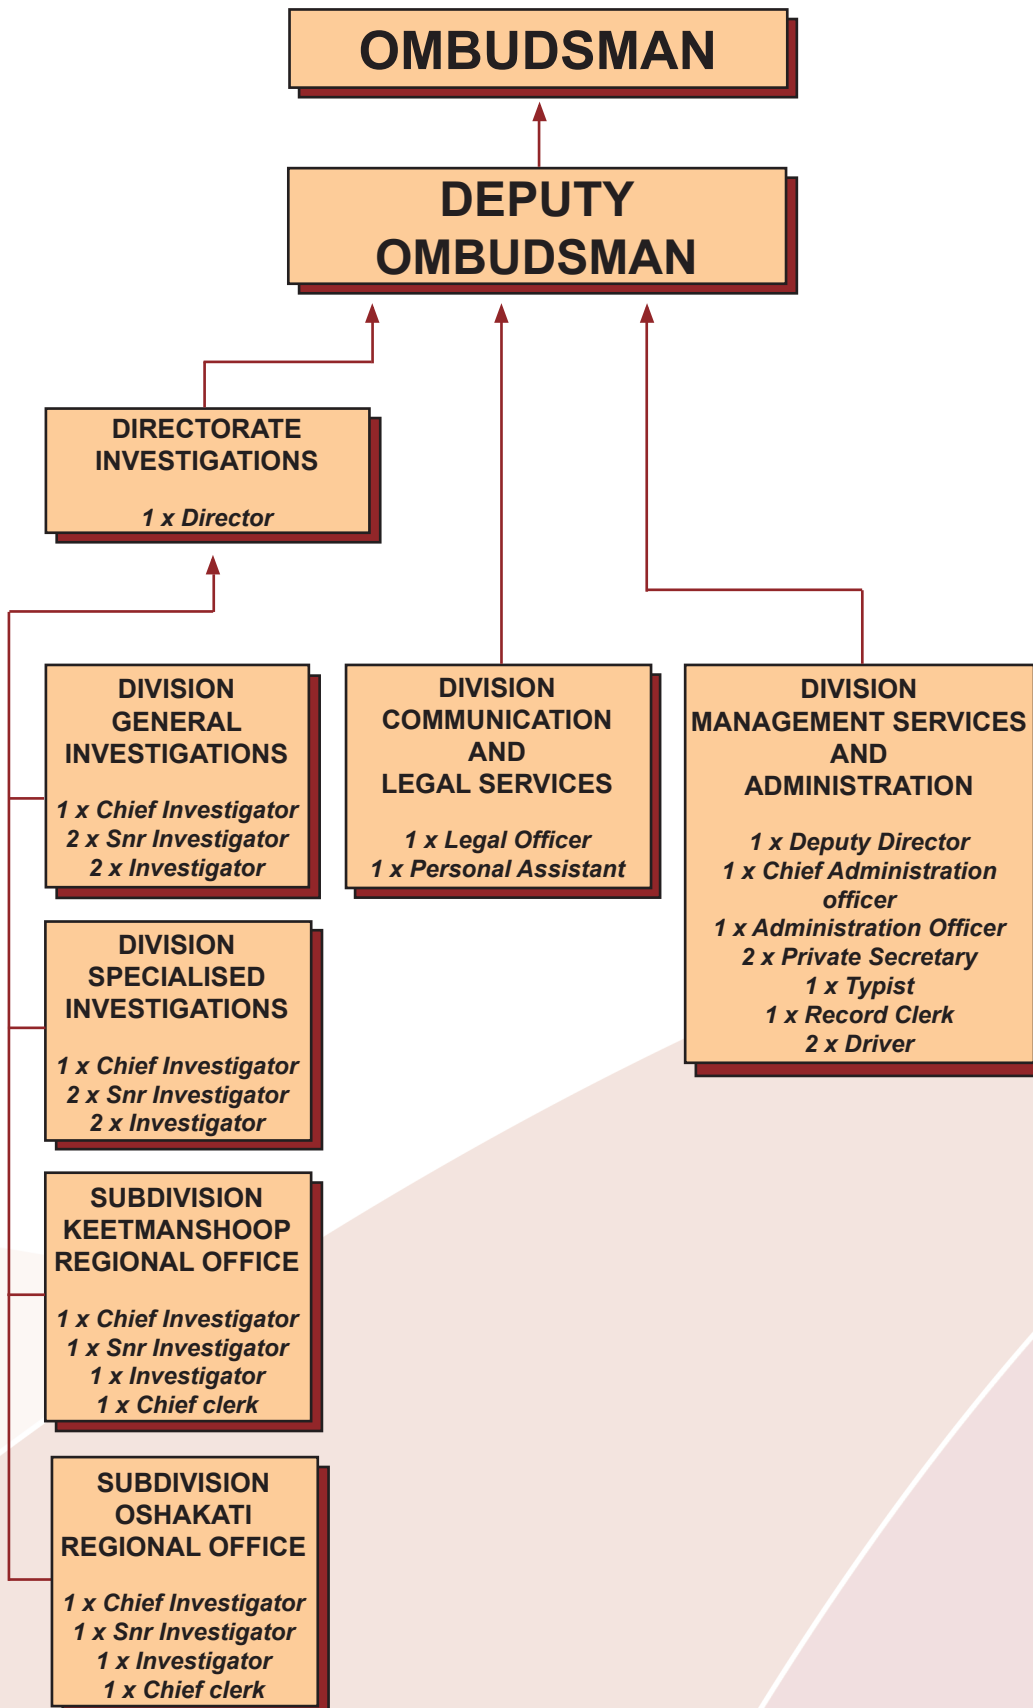 OMBUDSMAN
DEPUTY
OMBUDSMAN
DIRECTORATE
INVESTIGATIONS
1 x Director
DIVISION
GENERAL
INVESTIGATIONS
1 x Chief Investigator
2 x Snr Investigator
2 x Investigator
DIVISION
COMMUNICATION
AND
LEGAL SERVICES
1 x Legal Officer
1 x Personal Assistant
DIVISION
MANAGEMENT SERVICES
AND
ADMINISTRATION
1 x Deputy Director
1 x Chief Administration
officer
1 x Administration Officer
2 x Private Secretary
1 x Typist
1 x Record Clerk
2 x Driver
DIVISION
SPECIALISED
INVESTIGATIONS
1 x Chief Investigator
2 x Snr Investigator
2 x Investigator
SUBDIVISION
KEETMANSHOOP
REGIONAL OFFICE
1 x Chief Investigator
1 x Snr Investigator
1 x Investigator
1 x Chief clerk
SUBDIVISION
OSHAKATI
REGIONAL OFFICE
1 x Chief Investigator
1 x Snr Investigator
1 x Investigator
1 x Chief clerk